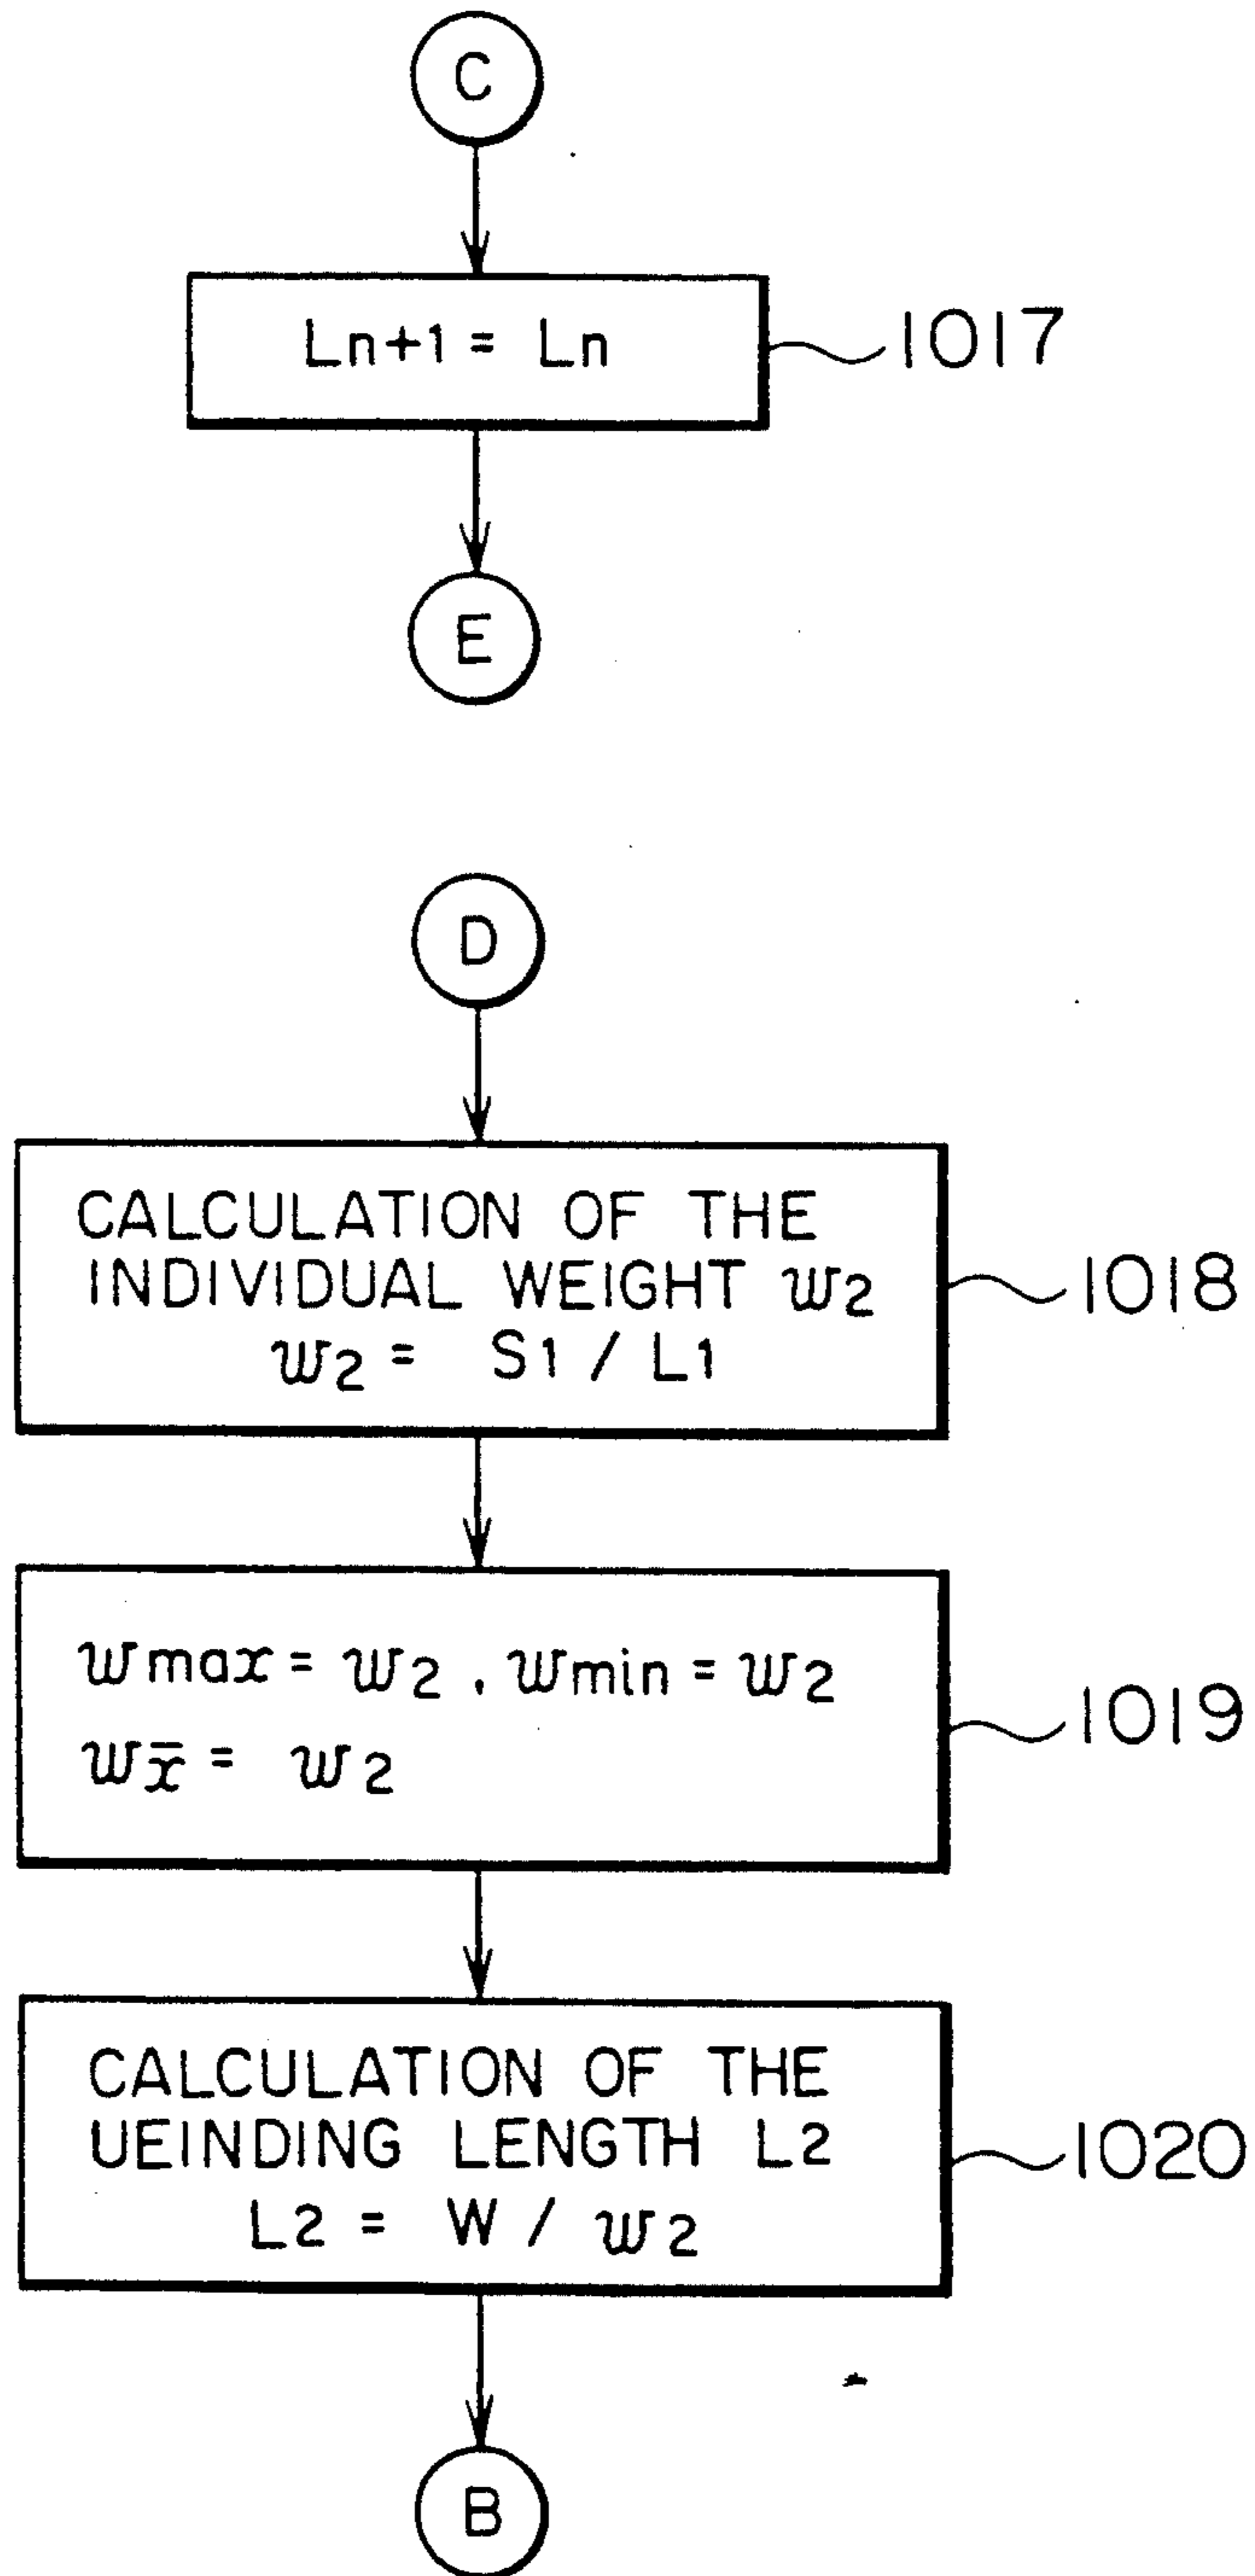 C
Ln+1 = Ln
1017
E
D
CALCULATION OF THE
INDIVIDUAL WEIGHT w2
w2 = S1 / L1
1018
wmax = w2 , wmin = w2
wx̄ = w2
1019
CALCULATION OF THE
UEINDING LENGTH L2
L2 = W / w2
1020
B